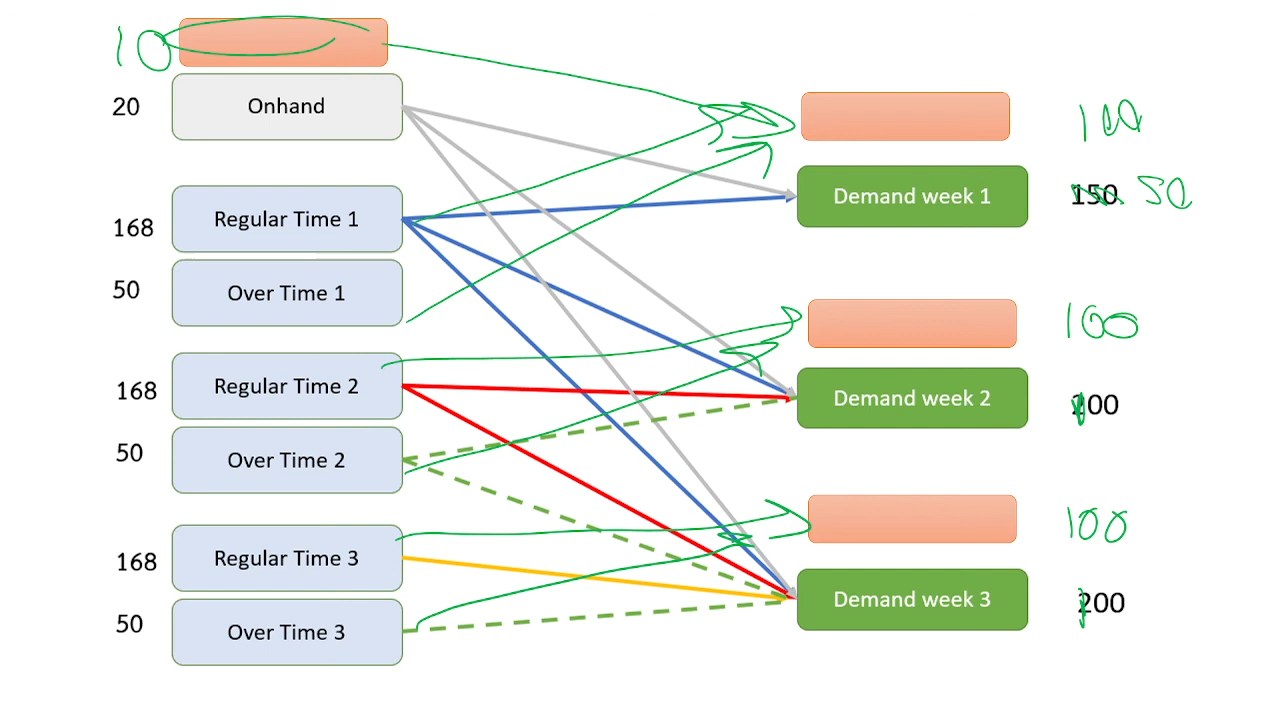 10
20 Onhand
100
Demand week 1 150 50
168 Regular Time 1
50 Over Time 1
100
168 Regular Time 2
Demand week 2 100
50 Over Time 2
100
168 Regular Time 3
Demand week 3 100
50 Over Time 3